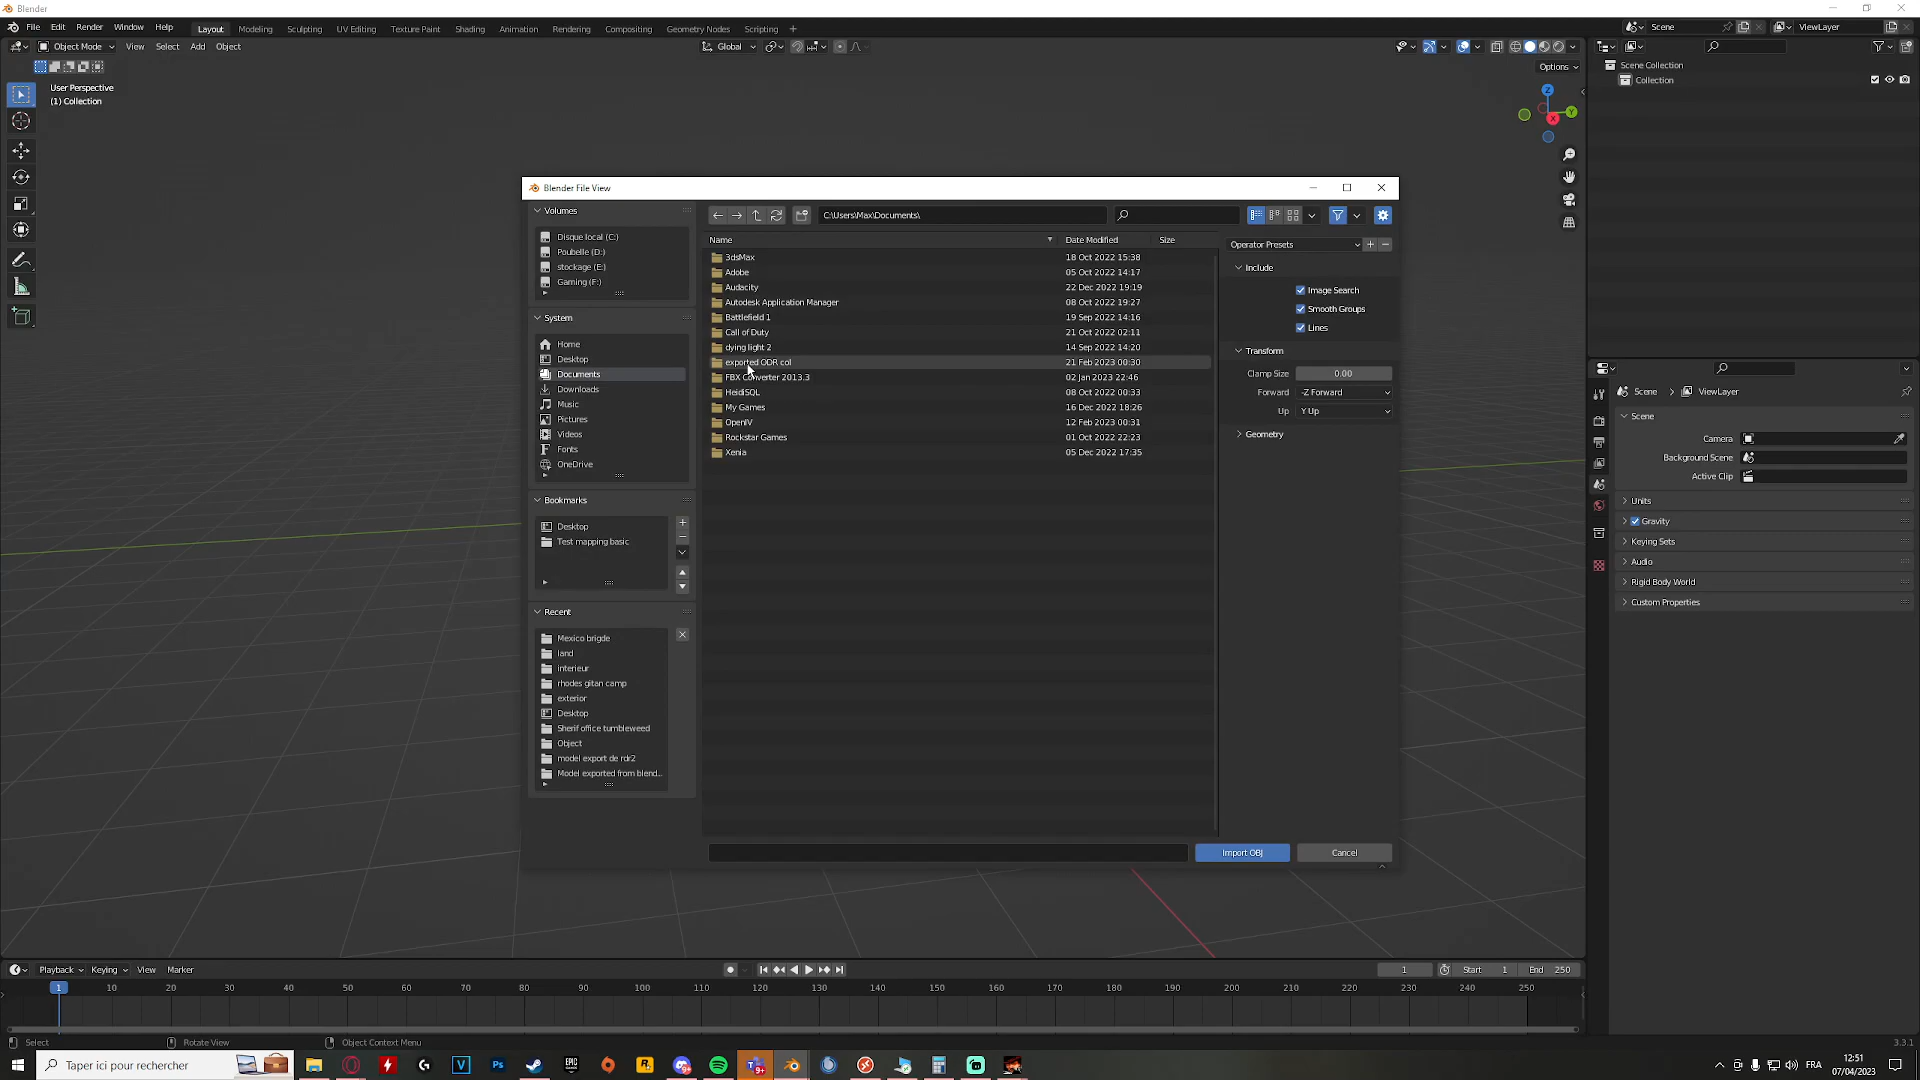 Blender
File Edit Render Window Help Layout Modeling Sculpting UV Editing Texture Paint Shading Animation Rendering Compositing Geometry Nodes Scripting + Scene ViewLayer
Object Mode View Select Add Object Global
Options
User Perspective
(1) Collection
Z
Y
X
Scene Collection
Collection
Blender File View
Volumes
Disque local (C:)
Poubelle (D:)
stockage (E:)
Gaming (F:)
System
Home
Desktop
Documents
Downloads
Music
Pictures
Videos
Fonts
OneDrive
Bookmarks
Desktop
Test mapping basic
Recent
Mexico brigde
land
interieur
rhodes gitan camp
exterior
Desktop
Sherif office tumbleweed
Object
model export de rdr2
Model exported from blend...
C:\Users\Max\Documents\
Name Date Modified Size
3dsMax 18 Oct 2022 15:38
Adobe 05 Oct 2022 14:17
Audacity 22 Dec 2022 19:19
Autodesk Application Manager 08 Oct 2022 19:27
Battlefield 1 19 Sep 2022 14:16
Call of Duty 21 Oct 2022 02:11
dying light 2 14 Sep 2022 14:20
exported ODR col 21 Feb 2023 00:30
FBX Converter 2013.3 02 Jan 2023 22:46
HeidiSQL 08 Oct 2022 00:33
My Games 16 Dec 2022 18:26
OpenIV 12 Feb 2023 00:31
Rockstar Games 01 Oct 2022 22:23
Xenia 05 Dec 2022 17:35
Operator Presets
Include
Image Search
Smooth Groups
Lines
Transform
Clamp Size 0.00
Forward -Z Forward
Up Y Up
Geometry
Import OBJ Cancel
Scene ViewLayer
Scene
Camera
Background Scene
Active Clip
Units
Gravity
Keying Sets
Audio
Rigid Body World
Custom Properties
Playback Keying View Marker 1 Start 1 End 250
1 10 20 30 40 50 60 70 80 90 100 110 120 130 140 150 160 170 180 190 200 210 220 230 240 250
Select Rotate View Object Context Menu 3.3.1
Taper ici pour rechercher
V Ps EPIC GAMES R 9+
FRA
12:51
07/04/2023